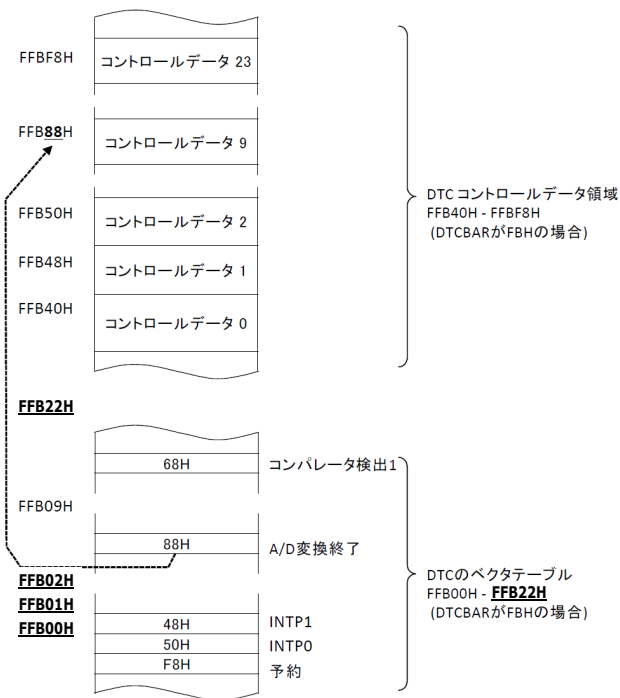 FFBF8H コントロールデータ 23
FFB88H コントロールデータ 9
FFB50H コントロールデータ 2
FFB48H コントロールデータ 1
FFB40H コントロールデータ 0
DTC コントロールデータ領域
FFB40H - FFBF8H
(DTCBARがFBHの場合)
FFB22H
68H コンパレータ検出1
FFB09H
88H A/D変換終了
FFB02H
FFB01H
FFB00H
48H INTP1
50H INTP0
F8H 予約
DTCのベクタテーブル
FFB00H - FFB22H
(DTCBARがFBHの場合)